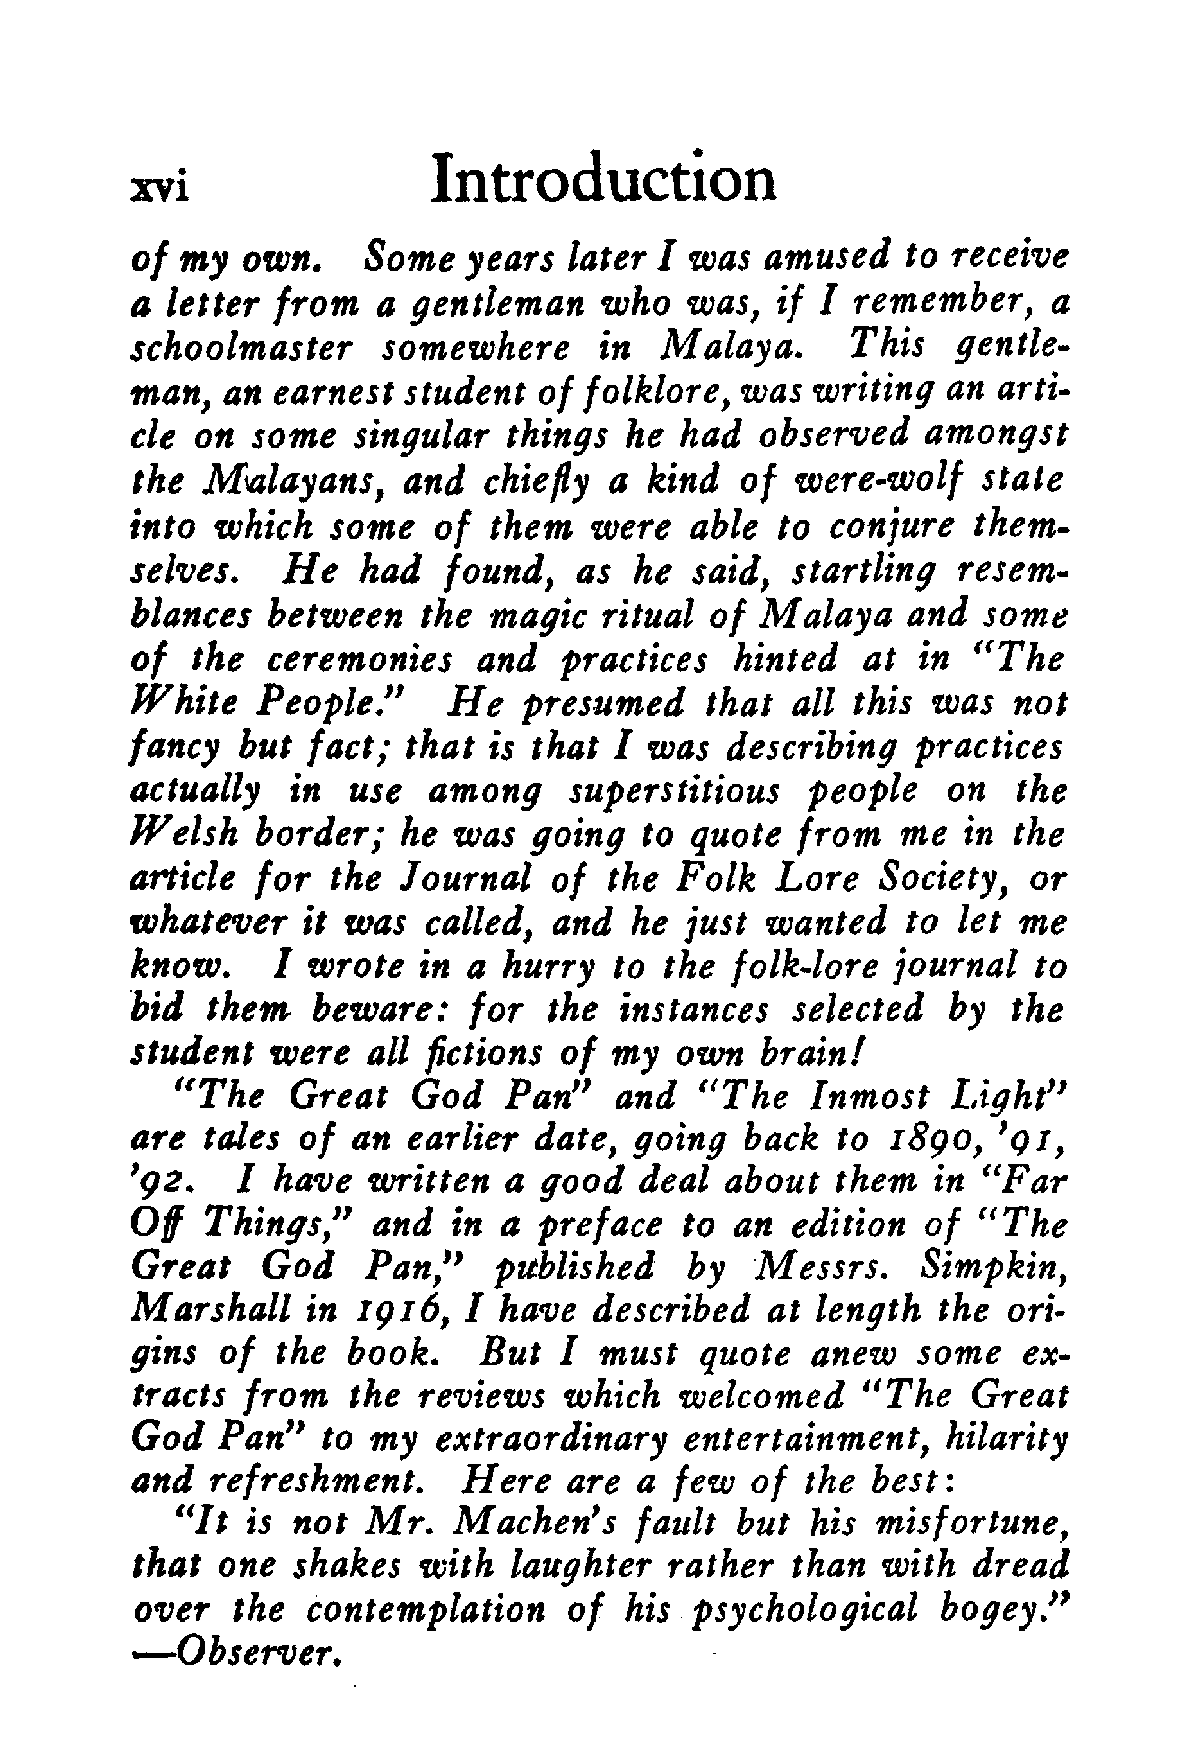 xvi Introduction
of my own. Some years later I was amused to receive
a letter from a gentleman who was, if I remember, a
schoolmaster somewhere in Malaya. This gentle-
man, an earnest student of folklore, was writing an arti-
cle on some singular things he had observed amongst
the Malayans, and chiefly a kind of were-wolf state
into which some of them were able to conjure them-
selves. He had found, as he said, startling resem-
blances between the magic ritual of Malaya and some
of the ceremonies and practices hinted at in “The
White People.” He presumed that all this was not
fancy but fact; that is that I was describing practices
actually in use among superstitious people on the
Welsh border; he was going to quote from me in the
article for the Journal of the Folk Lore Society, or
whatever it was called, and he just wanted to let me
know. I wrote in a hurry to the folk-lore journal to
bid them beware: for the instances selected by the
student were all fictions of my own brain!
“The Great God Pan” and “The Inmost Light”
are tales of an earlier date, going back to 1890, ’91,
’92. I have written a good deal about them in “Far
Off Things,” and in a preface to an edition of “The
Great God Pan,” published by Messrs. Simpkin,
Marshall in 1916, I have described at length the ori-
gins of the book. But I must quote anew some ex-
tracts from the reviews which welcomed “The Great
God Pan” to my extraordinary entertainment, hilarity
and refreshment. Here are a few of the best:
“It is not Mr. Machen’s fault but his misfortune,
that one shakes with laughter rather than with dread
over the contemplation of his psychological bogey.”
—Observer.